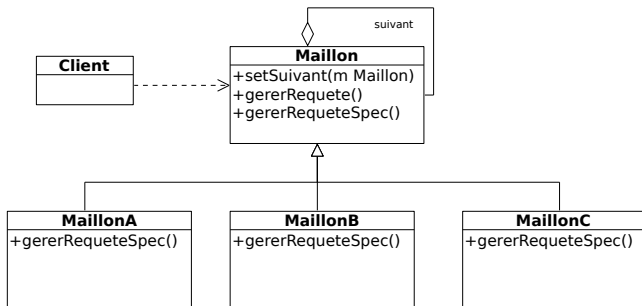 suivant
Client
Maillon
+setSuivant(m Maillon)
+gererRequete()
+gererRequeteSpec()
MaillonA
+gererRequeteSpec()
MaillonB
+gererRequeteSpec()
MaillonC
+gererRequeteSpec()